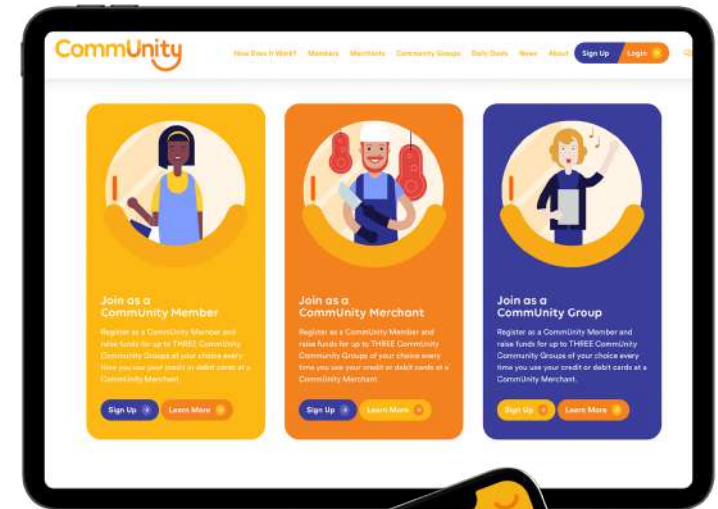 CommUnity
How Does It Work? Members Merchants Community Groups Daily Deals News About Sign Up Login
Join as a
CommUnity Member
Register as a CommUnity Member and
raise funds for up to THREE CommUnity
Community Groups of your choice every
time you use your credit or debit cards at a
CommUnity Merchant.
Sign Up Learn More
Join as a
CommUnity Merchant
Register as a CommUnity Member and
raise funds for up to THREE CommUnity
Community Groups of your choice every
time you use your credit or debit cards at a
CommUnity Merchant.
Sign Up Learn More
Join as a
CommUnity Group
Register as a CommUnity Member and
raise funds for up to THREE CommUnity
Community Groups of your choice every
time you use your credit or debit cards at a
CommUnity Merchant.
Sign Up Learn More